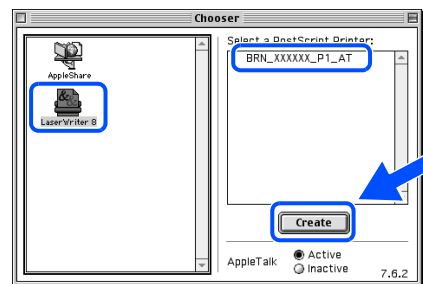 Chooser
AppleShare
LaserWriter 8
Select a PostScript Printer:
BRN_XXXXXX_P1_AT
Create
AppleTalk
Active
Inactive
7.6.2